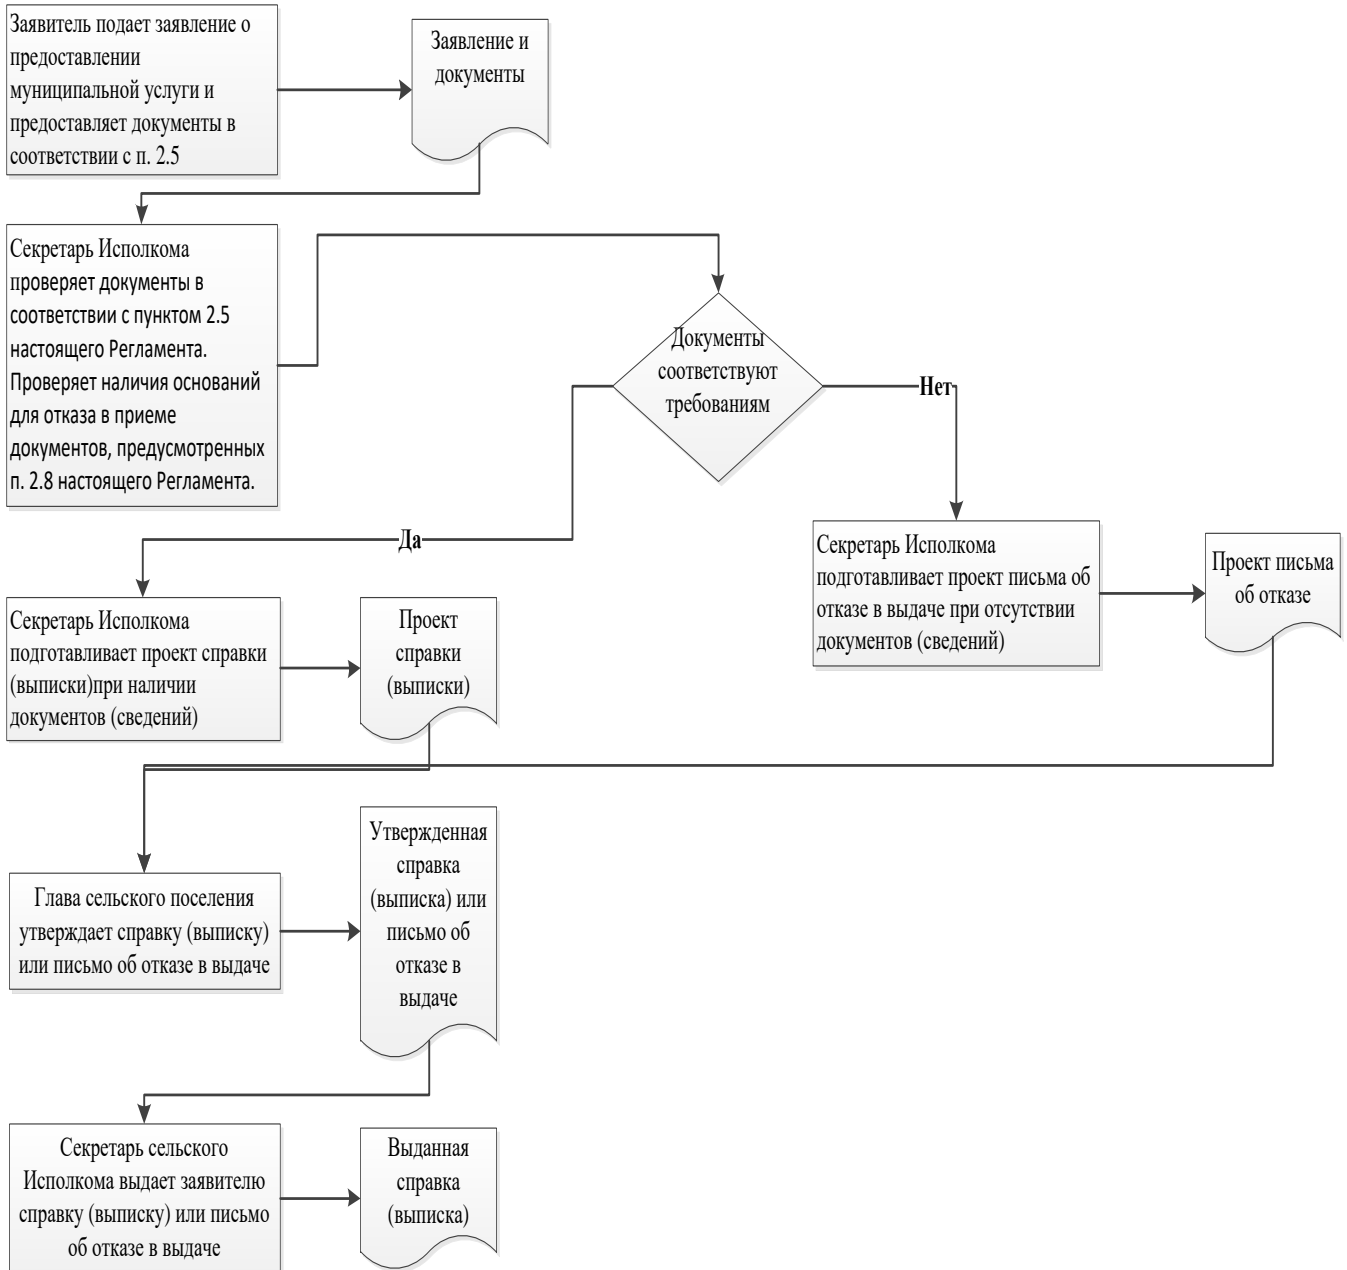 Заявитель подает заявление о
предоставлении
муниципальной услуги и
предоставляет документы в
соответствии с п. 2.5
Заявление и
документы
Секретарь Исполкома
проверяет документы в
соответствии с пунктом 2.5
настоящего Регламента.
Проверяет наличия оснований
для отказа в приеме
документов, предусмотренных
п. 2.8 настоящего Регламента.
Документы
соответствуют
требованиям
Нет
Да
Секретарь Исполкома
подготавливает проект письма об
отказе в выдаче при отсутствии
документов (сведений)
Проект письма
об отказе
Секретарь Исполкома
подготавливает проект справки
(выписки)при наличии
документов (сведений)
Проект
справки
(выписки)
Глава сельского поселения
утверждает справку (выписку)
или письмо об отказе в выдаче
Утвержденная
справка
(выписка) или
письмо об
отказе в
выдаче
Секретарь сельского
Исполкома выдает заявителю
справку (выписку) или письмо
об отказе в выдаче
Выданная
справка
(выписка)